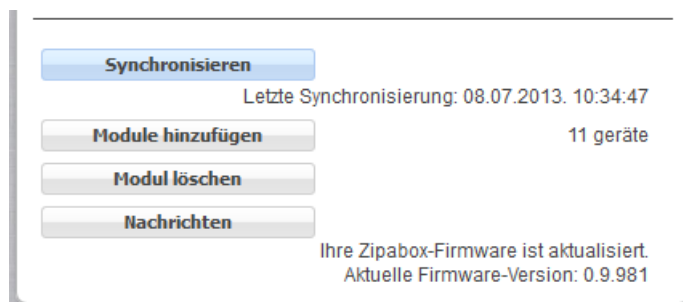 Synchronisieren
Letzte Synchronisierung: 08.07.2013. 10:34:47
Module hinzufügen 11 geräte
Modul löschen
Nachrichten
Ihre Zipabox-Firmware ist aktualisiert.
Aktuelle Firmware-Version: 0.9.981